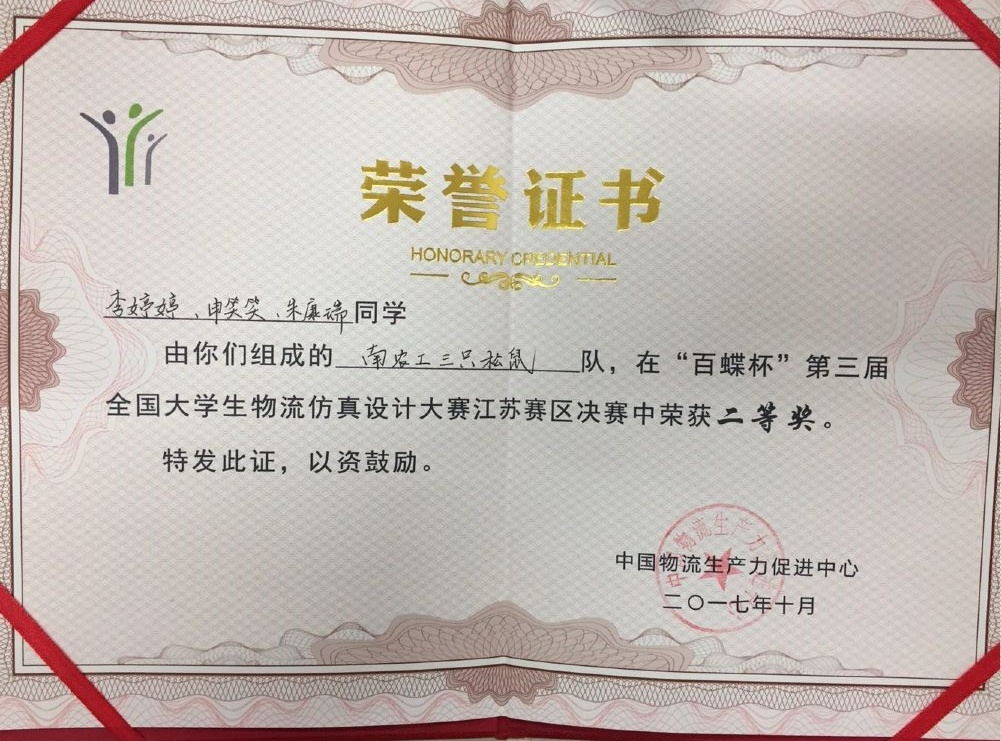 荣誉证书
HONORARY CREDENTIAL
李婷婷、申笑笑、朱康瑞同学
由你们组成的 南农工三只松鼠 队，在“百蝶杯”第三届
全国大学生物流仿真设计大赛江苏赛区决赛中荣获二等奖。
特发此证，以资鼓励。
中国物流生产力促进中心
二〇一七年十月